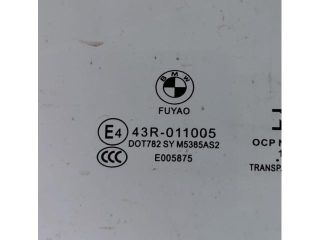 BMW
FUYAO
E4 43R-011005
DOT782 SY M5385AS2
CCC E005875
OCP
TRANSP